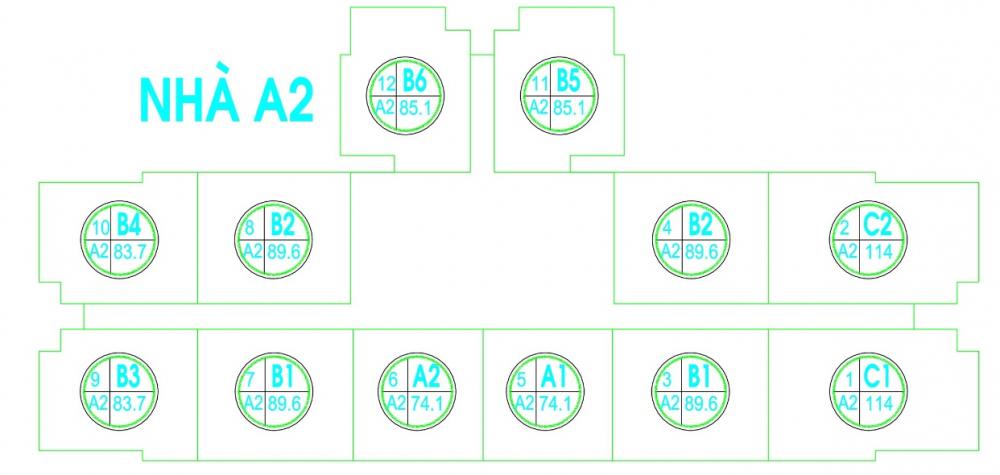 NHÀ A2
12 B6
A2 85.1
11 B5
A2 85.1
10 B4
A2 83.7
8 B2
A2 89.6
4 B2
A2 89.6
2 C2
A2 114
9 B3
A2 83.7
7 B1
A2 89.6
6 A2
A2 74.1
5 A1
A2 74.1
3 B1
A2 89.6
1 C1
A2 114